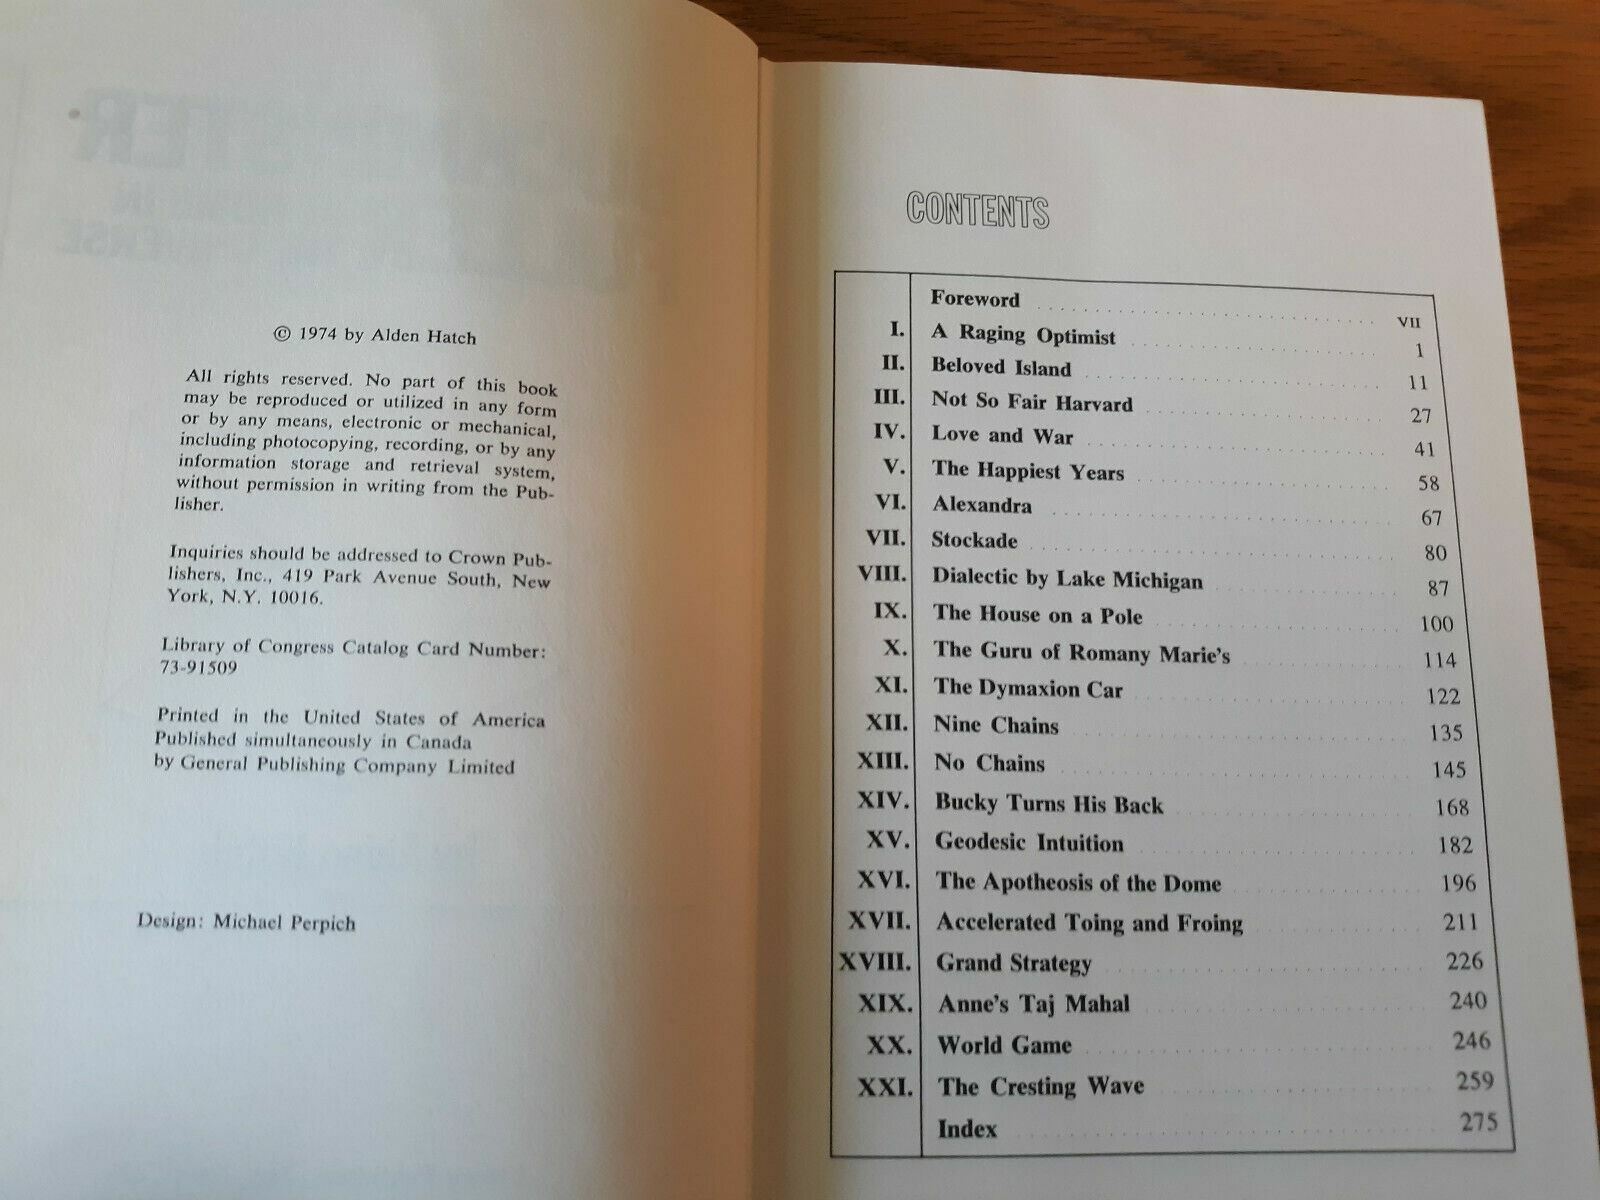 © 1974 by Alden Hatch
All rights reserved. No part of this book
may be reproduced or utilized in any form
or by any means, electronic or mechanical,
including photocopying, recording, or by any
information storage and retrieval system,
without permission in writing from the Pub-
lisher.
Inquiries should be addressed to Crown Pub-
lishers, Inc., 419 Park Avenue South, New
York, N.Y. 10016.
Library of Congress Catalog Card Number:
73-91509
Printed in the United States of America
Published simultaneously in Canada
by General Publishing Company Limited
Design: Michael Perpich
CONTENTS
Foreword VII
I. A Raging Optimist 1
II. Beloved Island 11
III. Not So Fair Harvard 27
IV. Love and War 41
V. The Happiest Years 58
VI. Alexandra 67
VII. Stockade 80
VIII. Dialectic by Lake Michigan 87
IX. The House on a Pole 100
X. The Guru of Romany Marie's 114
XI. The Dymaxion Car 122
XII. Nine Chains 135
XIII. No Chains 145
XIV. Bucky Turns His Back 168
XV. Geodesic Intuition 182
XVI. The Apotheosis of the Dome 196
XVII. Accelerated Toing and Froing 211
XVIII. Grand Strategy 226
XIX. Anne's Taj Mahal 240
XX. World Game 246
XXI. The Cresting Wave 259
Index 275